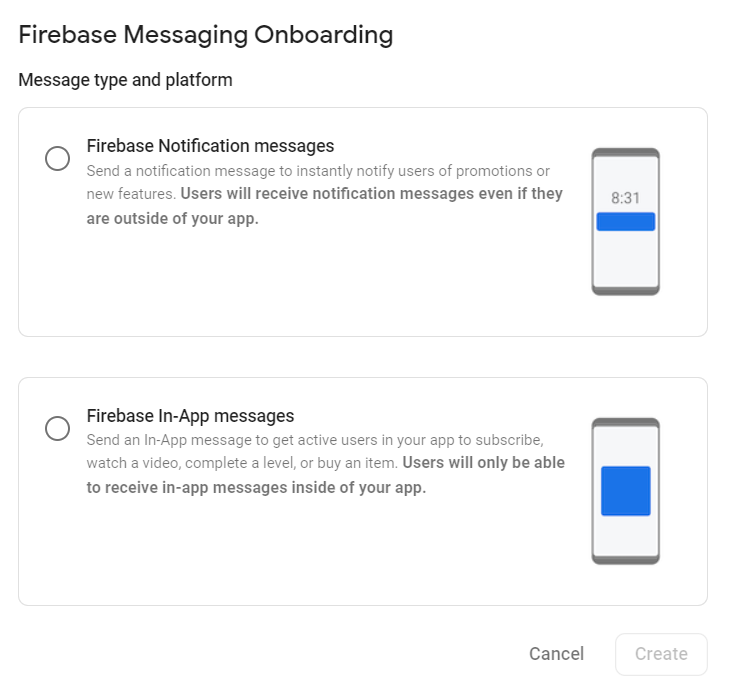 Firebase Messaging Onboarding
Message type and platform
Firebase Notification messages
Send a notification message to instantly notify users of promotions or
new features. Users will receive notification messages even if they
are outside of your app.
8:31
Firebase In-App messages
Send an In-App message to get active users in your app to subscribe,
watch a video, complete a level, or buy an item. Users will only be able
to receive in-app messages inside of your app.
Cancel
Create